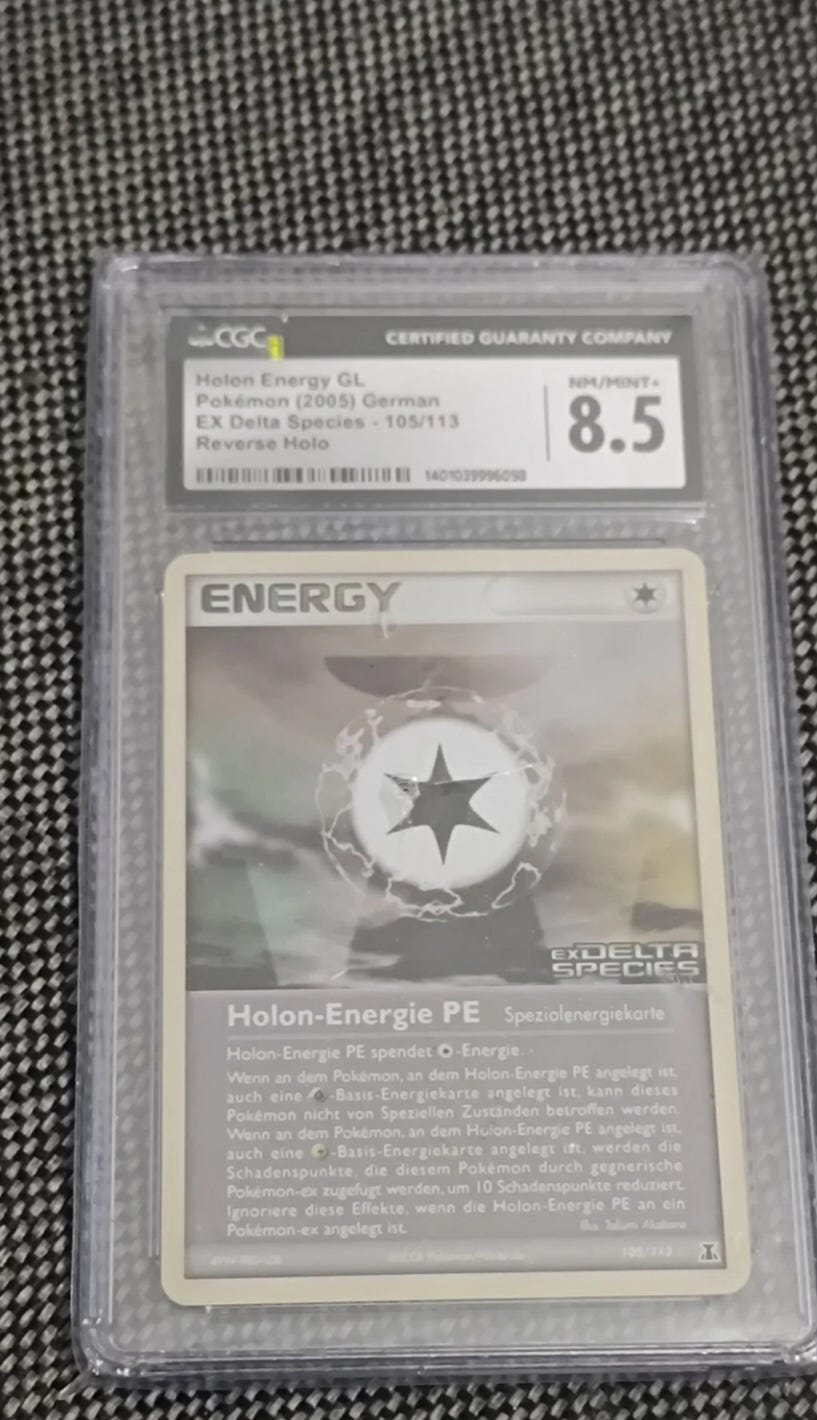 CGC
CERTIFIED GUARANTY COMPANY
Holon Energy GL
Pokémon (2005) German
EX Delta Species - 105/113
Reverse Holo
NM/MINT+
8.5
1401039996098
ENERGY
EX DELTA
SPECIES
Holon-Energie PE Spezialenergiekarte
Holon-Energie PE spendet -Energie.
Wenn an dem Pokémon, an dem Holon-Energie PE angelegt ist,
auch eine -Basis-Energiekarte angelegt ist, kann dieses
Pokémon nicht von Speziellen Zuständen betroffen werden.
Wenn an dem Pokémon, an dem Holon-Energie PE angelegt ist,
auch eine -Basis-Energiekarte angelegt ist, werden die
Schadenspunkte, die diesem Pokémon durch gegnerische
Pokémon-ex zugefügt werden, um 10 Schadenspunkte reduziert.
Ignoriere diese Effekte, wenn die Holon-Energie PE an ein
Pokémon-ex angelegt ist.
Illus.
105/113